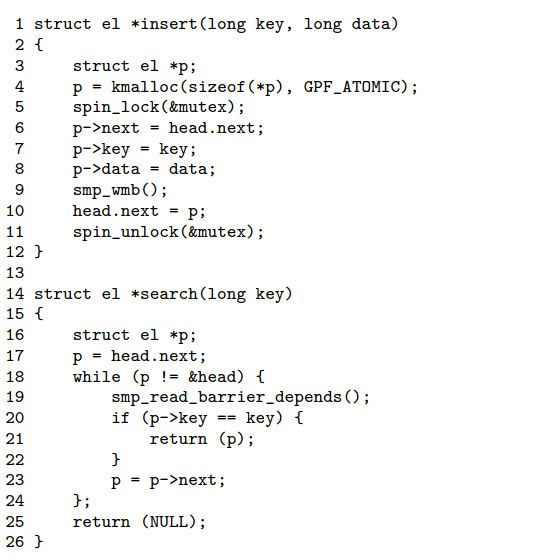 1 struct el *insert(long key, long data)
2 {
3     struct el *p;
4     p = kmalloc(sizeof(*p), GPF_ATOMIC);
5     spin_lock(&mutex);
6     p->next = head.next;
7     p->key = key;
8     p->data = data;
9     smp_wmb();
10     head.next = p;
11     spin_unlock(&mutex);
12 }
13
14 struct el *search(long key)
15 {
16     struct el *p;
17     p = head.next;
18     while (p != &head) {
19         smp_read_barrier_depends();
20         if (p->key == key) {
21             return (p);
22         }
23         p = p->next;
24     };
25     return (NULL);
26 }